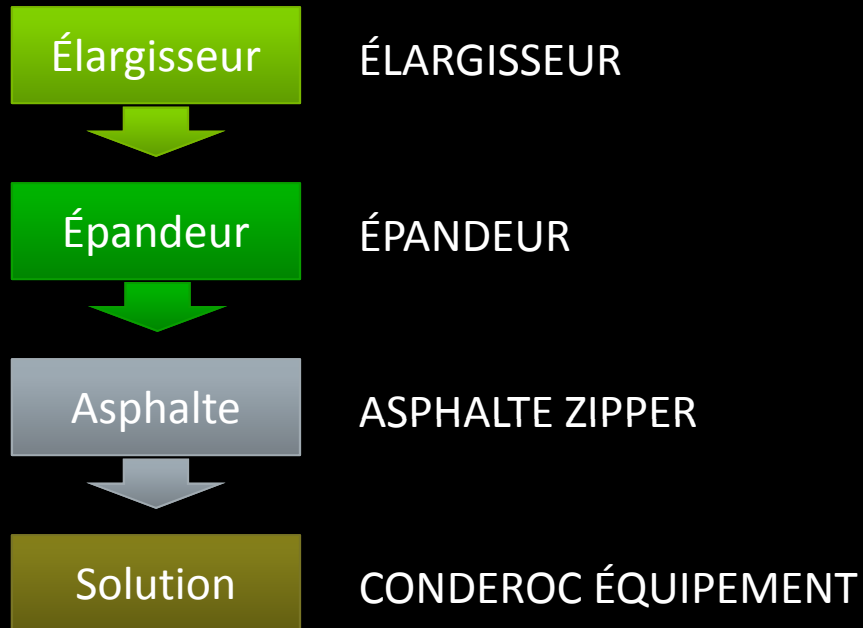 Élargisseur ÉLARGISSEUR
Épandeur ÉPANDEUR
Asphalte ASPHALTE ZIPPER
Solution CONDEROC ÉQUIPEMENT